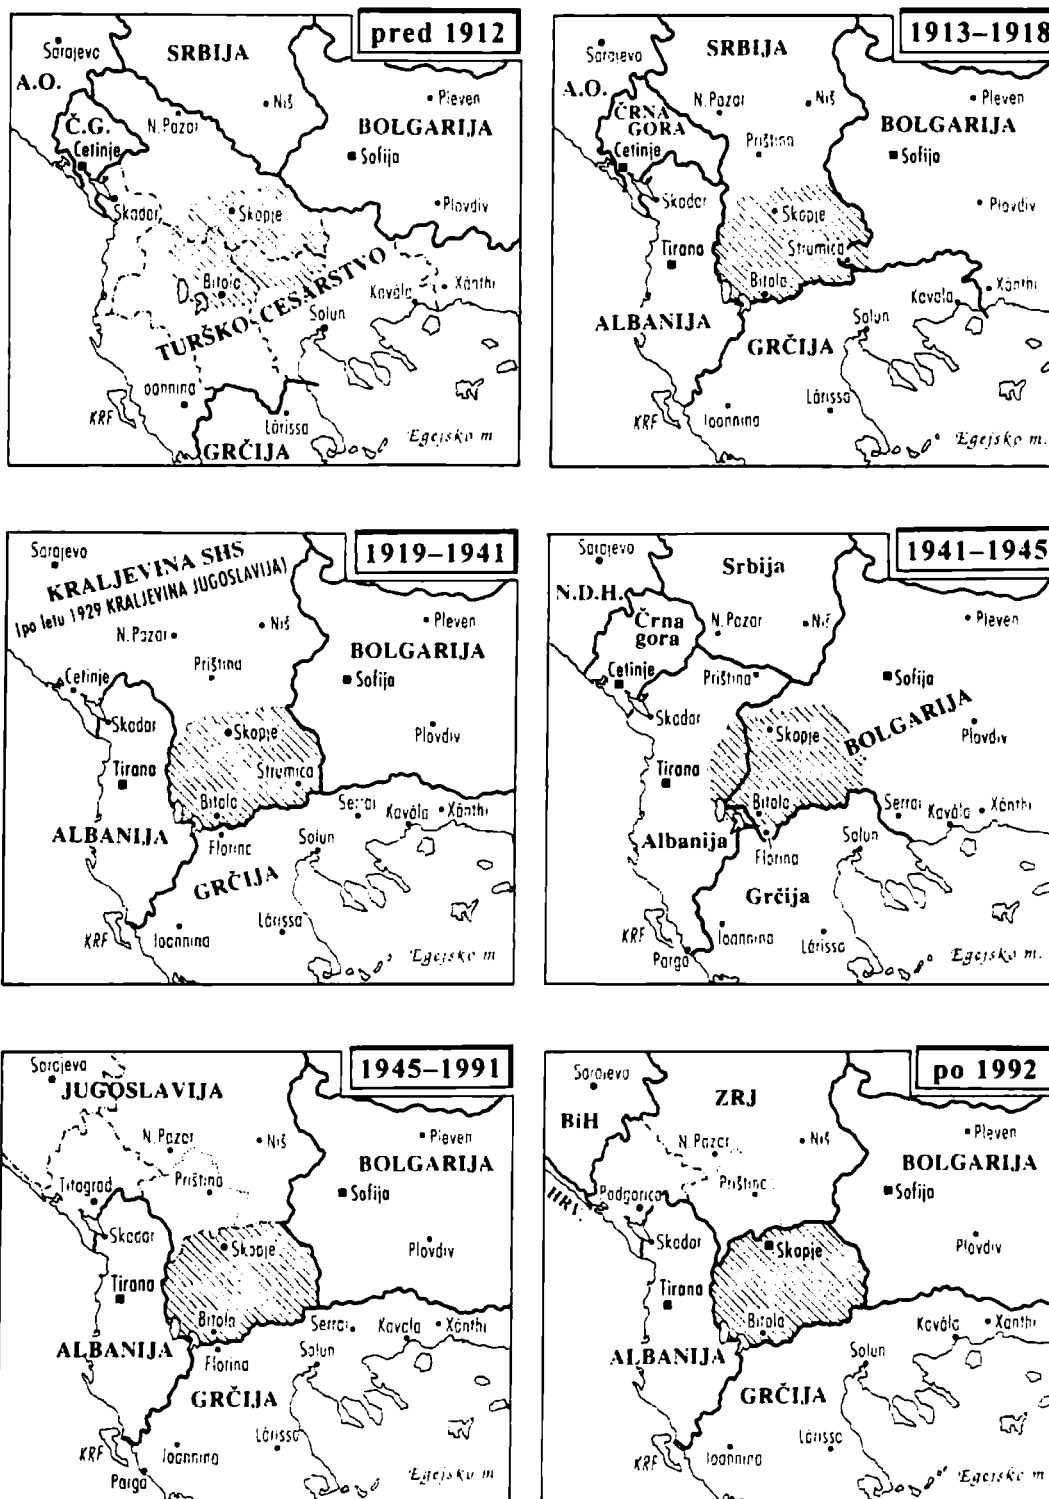 pred 1912
Sarajevo
SRBIJA
A.O.
Niš
Pleven
Č.G.
N.Pazar
BOLGARIJA
Cetinje
Sofija
Skadar
Skopje
Plovdiv
Bitola
TURŠKO CESARSTVO
Kavála
Xánthi
Solun
Ioannina
KRF
Lárissa
GRČIJA
Egejsko m
1913–1918
Sarajevo
SRBIJA
A.O.
N.Pazar
Niš
Pleven
ČRNA
GORA
BOLGARIJA
Cetinje
Priština
Sofija
Skadar
Skopje
Plovdiv
Tirana
Strumica
Bitola
Kavála
Xánthi
ALBANIJA
Solun
GRČIJA
KRF
Ioannina
Lárissa
Egejsko m.
1919–1941
Sarajevo
KRALJEVINA SHS
(po letu 1929 KRALJEVINA JUGOSLAVIJA)
N.Pazar
Niš
Pleven
BOLGARIJA
Cetinje
Priština
Sofija
Skadar
Skopje
Plovdiv
Tirana
Strumica
Bitola
Serrai
Kavála
Xánthi
ALBANIJA
Florina
Solun
GRČIJA
KRF
Ioannina
Lárissa
Egejsko m
1941–1945
Sarajevo
Srbija
N.D.H.
Črna
gora
N.Pazar
Niš
Pleven
Cetinje
Priština
Sofija
Skadar
Skopje
BOLGARIJA
Plovdiv
Tirana
Bitola
Serrai
Kavála
Xánthi
Albanija
Florina
Solun
Grčija
KRF
Ioannina
Lárissa
Parga
Egejsko m.
1945–1991
Sarajevo
JUGOSLAVIJA
N.Pazar
Niš
Pleven
BOLGARIJA
Titograd
Priština
Sofija
Skadar
Skopje
Plovdiv
Tirana
Bitola
Serrai
Kavala
Xánthi
ALBANIJA
Florina
Solun
GRČIJA
KRF
Ioannina
Lárissa
Parga
Egejsko m
po 1992
Sarajevo
ZRJ
BiH
N.Pazar
Niš
Pleven
BOLGARIJA
HRV.
Podgorica
Priština
Sofija
Skadar
Skopje
Plovdiv
Tirana
Bitola
Kavála
Xánthi
ALBANIJA
Solun
GRČIJA
KRF
Ioannina
Lárissa
Egejsko m